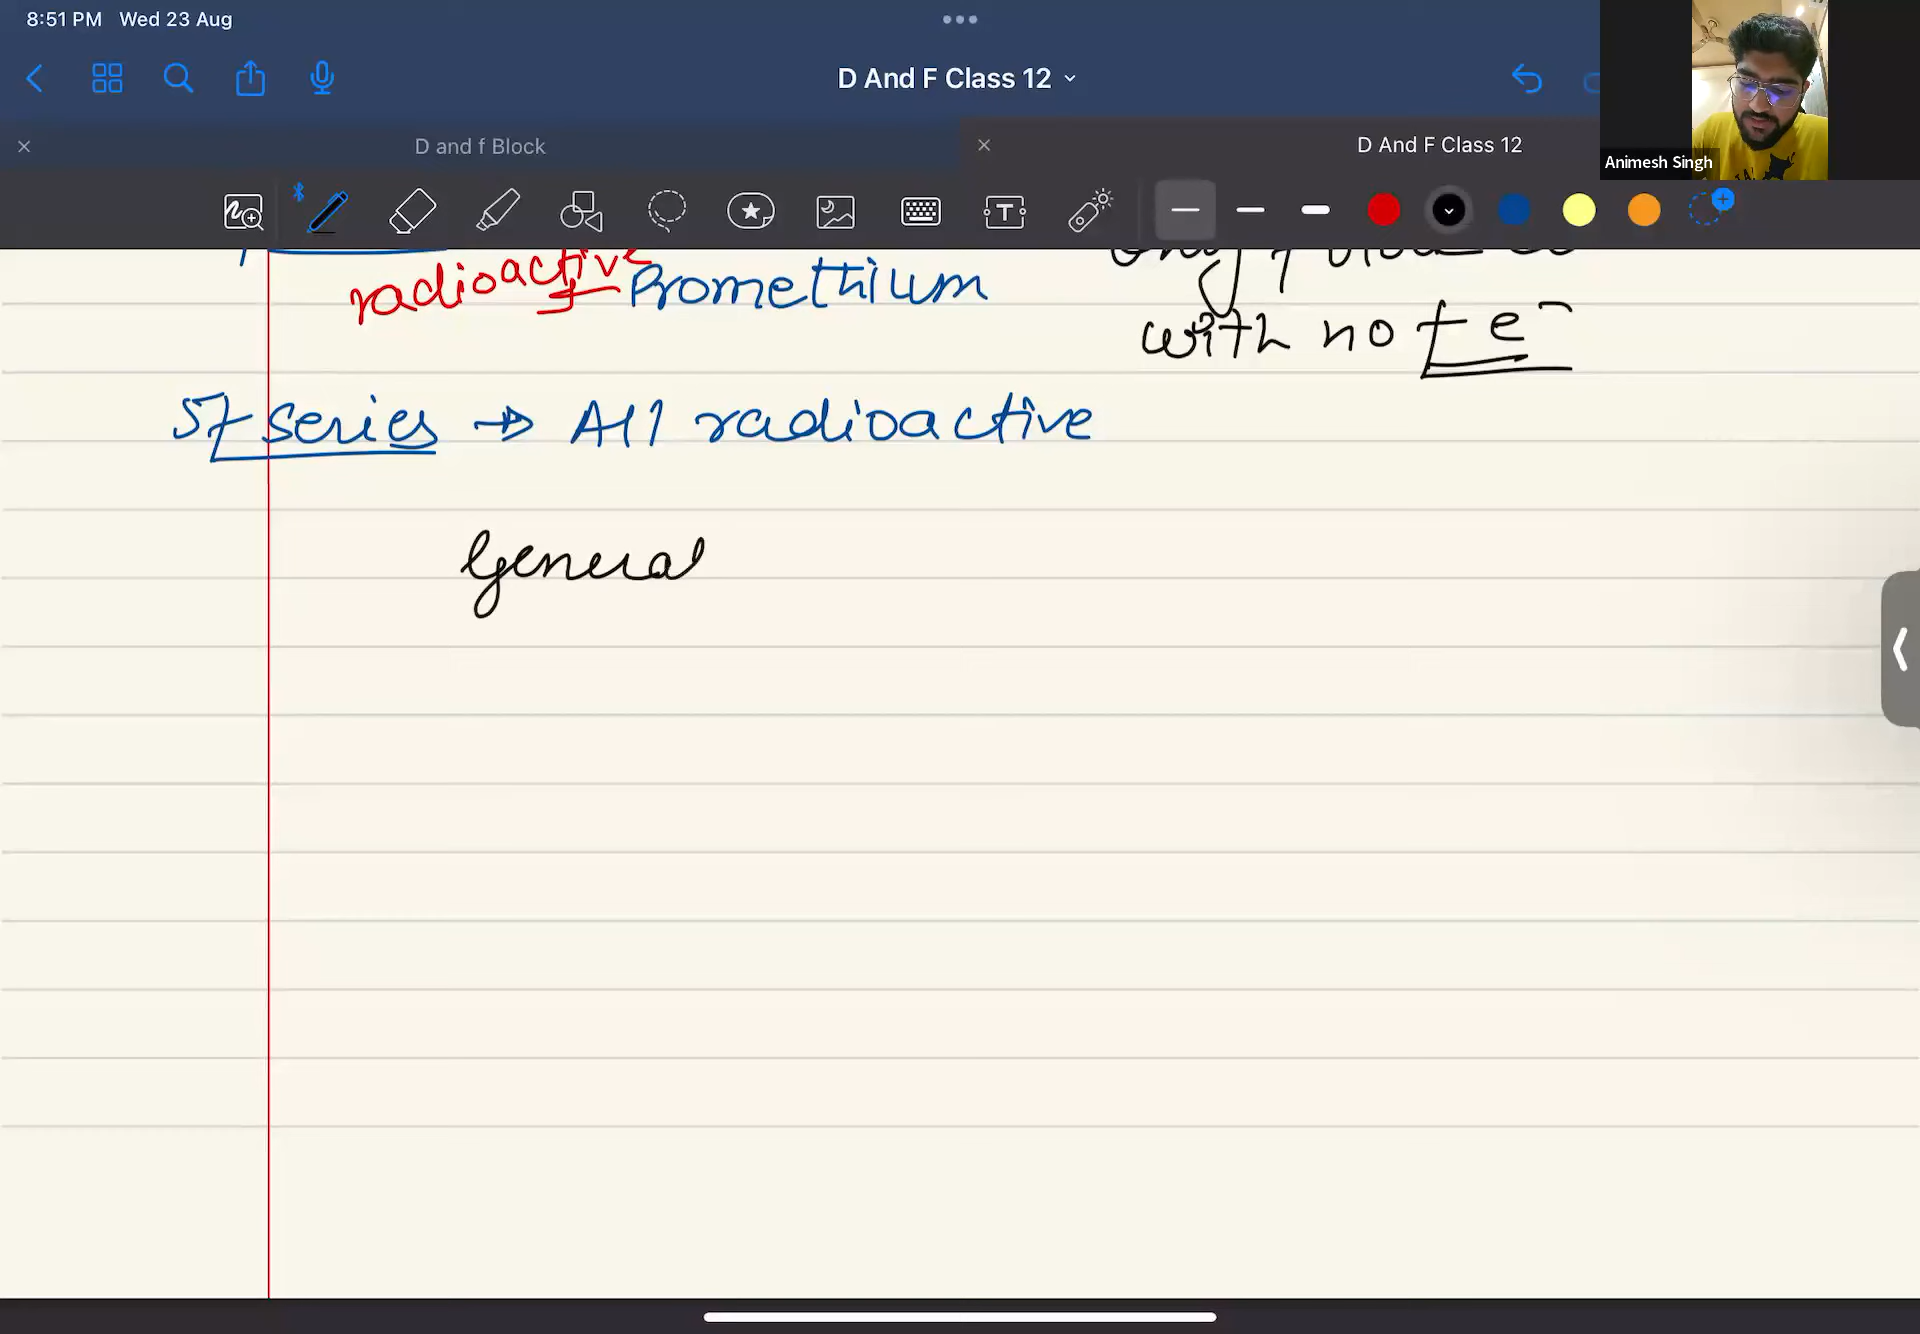 8:51 PM Wed 23 Aug
D And F Class 12
D and f Block
D And F Class 12
Animesh Singh
T
radioactive Promethium
with no f e⁻
5f series → All radioactive
General